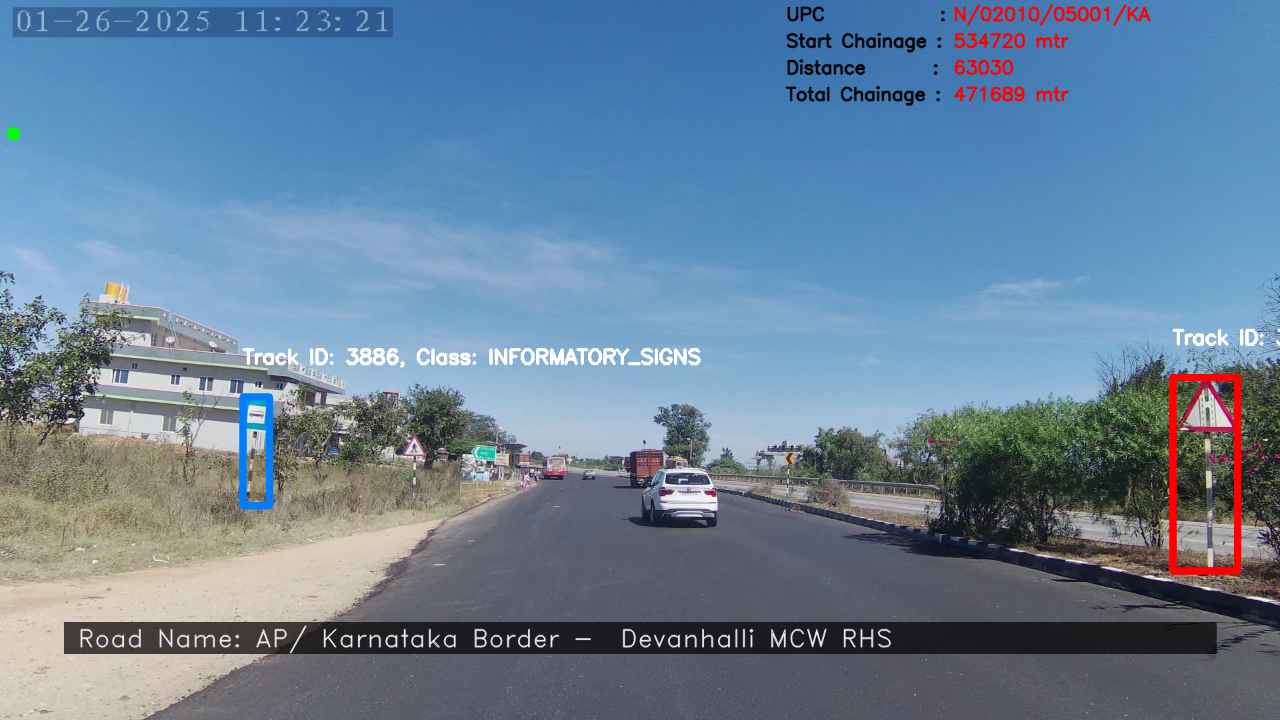 01-26-2025 11:23:21
UPC : N/02010/05001/KA
Start Chainage : 534720 mtr
Distance : 63030
Total Chainage : 471689 mtr
Track ID:
Track ID: 3886, Class: INFORMATORY_SIGNS
Road Name: AP/ Karnataka Border - Devanhalli MCW RHS